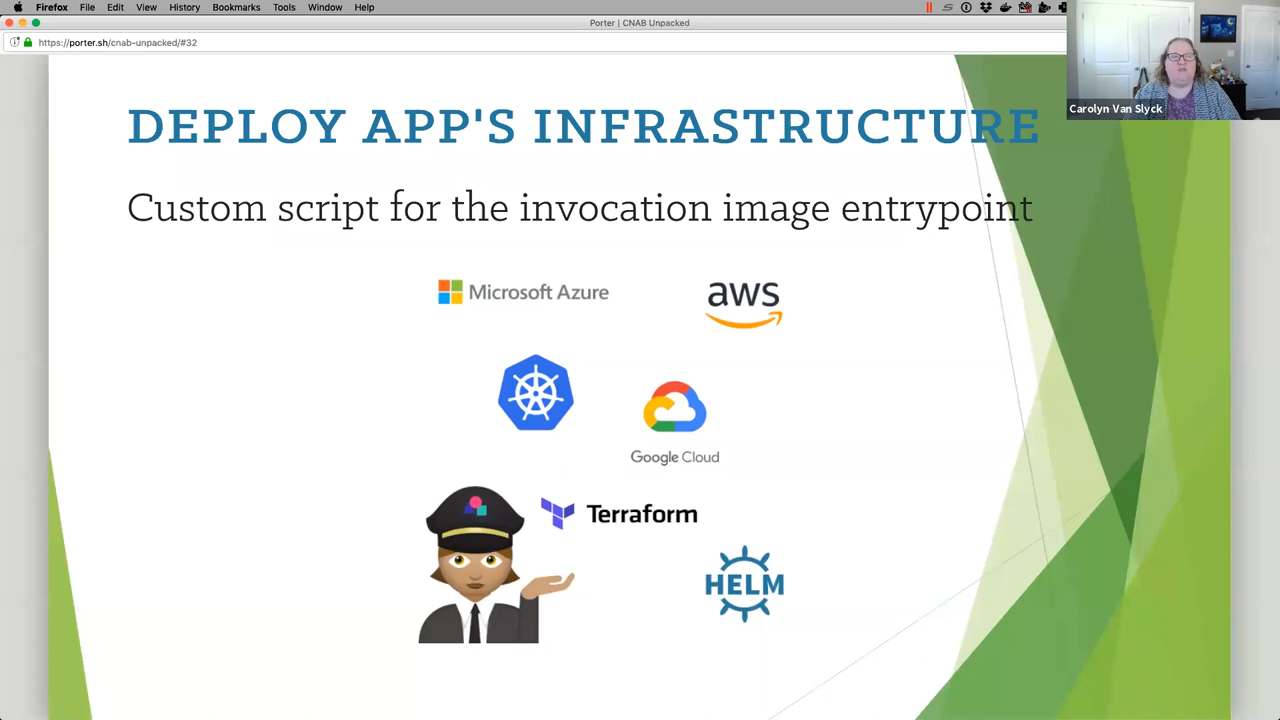 Firefox File Edit View History Bookmarks Tools Window Help
Porter | CNAB Unpacked
https://porter.sh/cnab-unpacked/#32
Carolyn Van Slyck
DEPLOY APP'S INFRASTRUCTURE
Custom script for the invocation image entrypoint
Microsoft Azure
aws
Google Cloud
Terraform
HELM